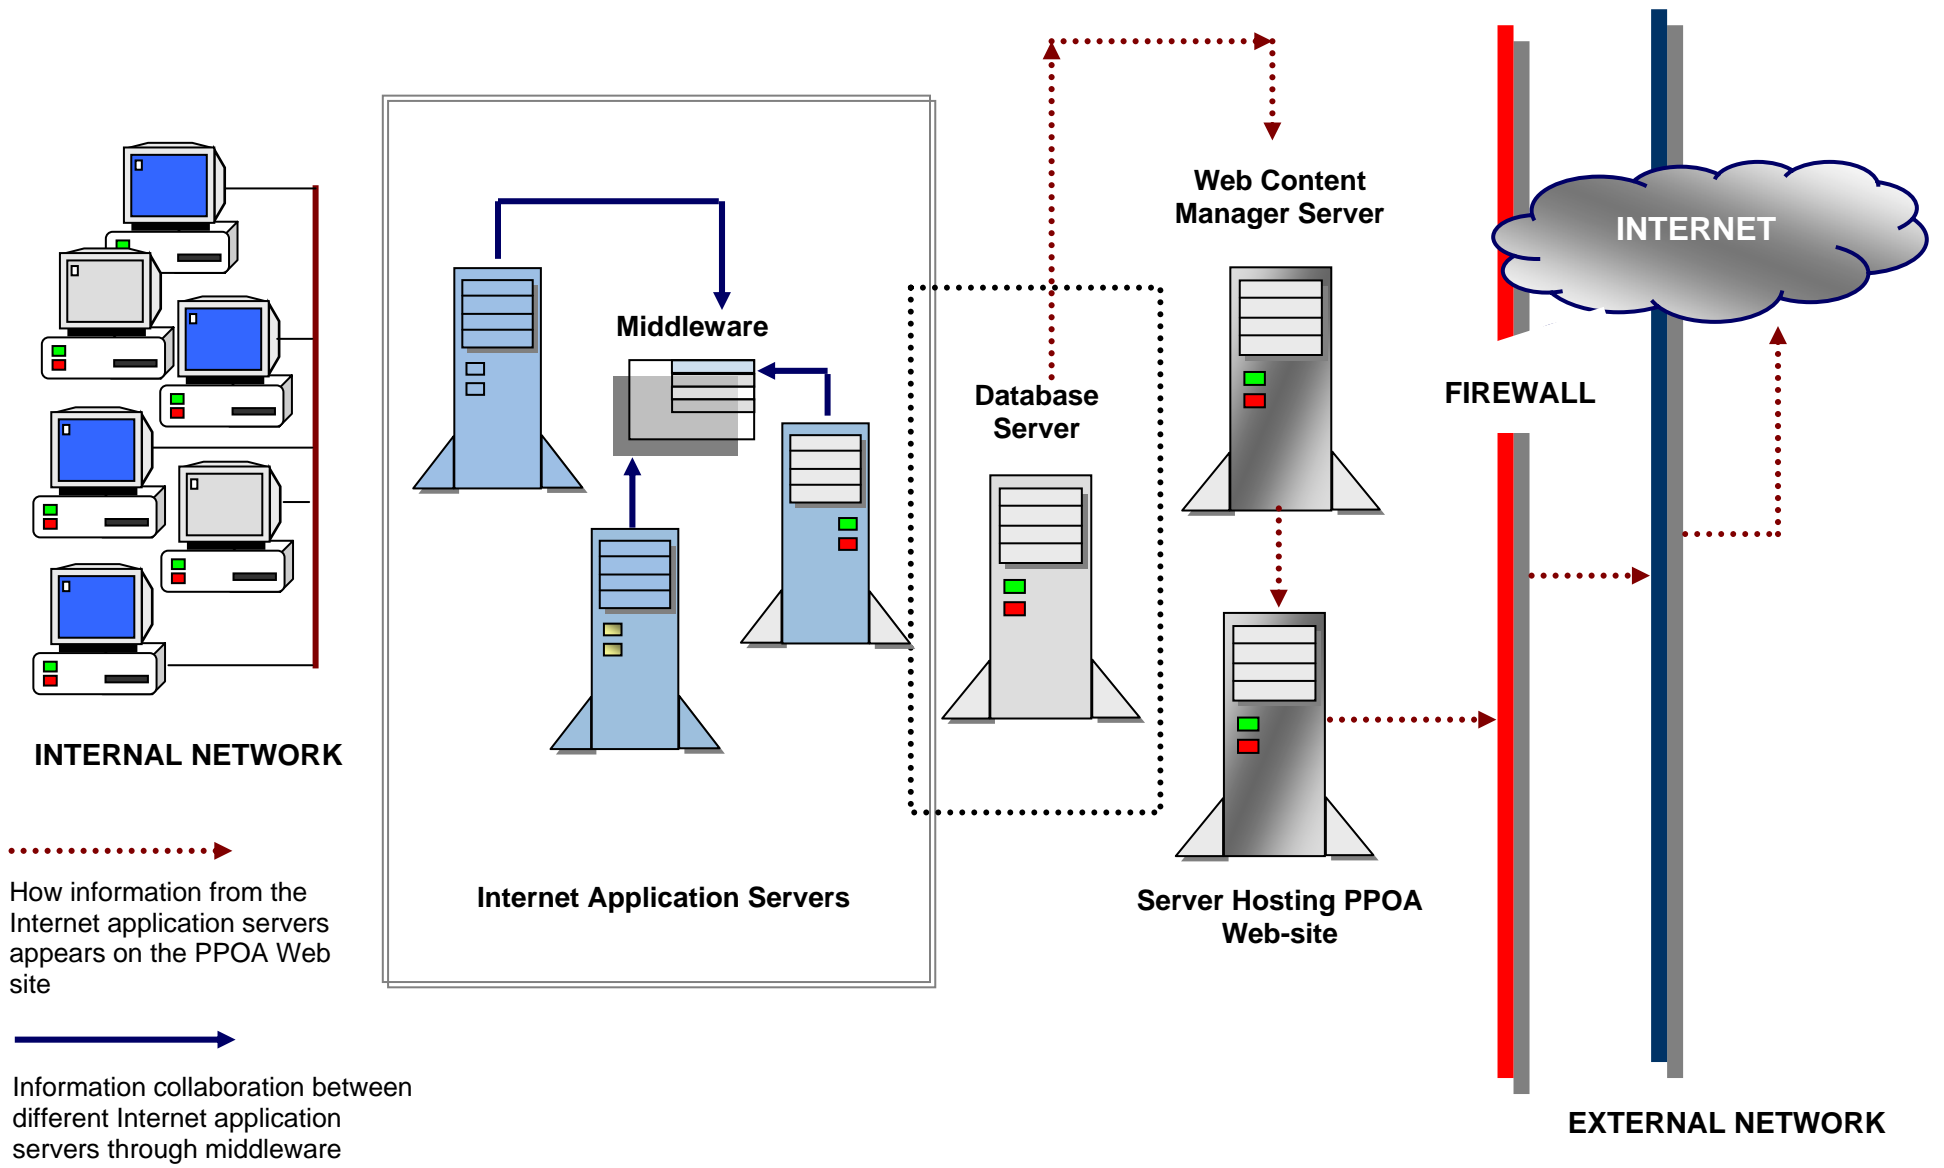 Web Content
Manager Server
INTERNET
Middleware
Database
Server
FIREWALL
INTERNAL NETWORK
How information from the
Internet application servers
appears on the PPOA Web
site
Internet Application Servers
Server Hosting PPOA
Web-site
Information collaboration between
different Internet application
servers through middleware
EXTERNAL NETWORK